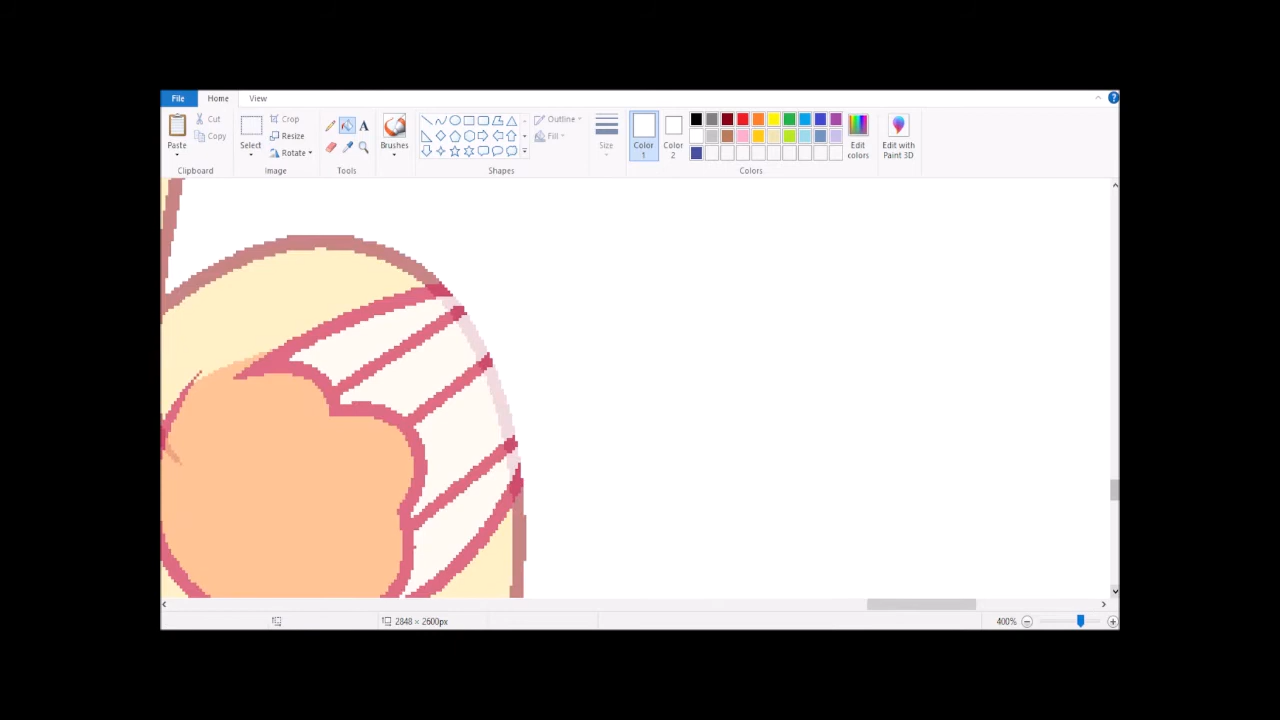 File Home View
Paste
Cut
Copy
Clipboard
Select
Crop
Resize
Rotate
Image
A
Tools
Brushes
Outline
Fill
Shapes
Size
Color 1
Color 2
Edit colors
Colors
Edit with Paint 3D
2848 × 2600px
400%